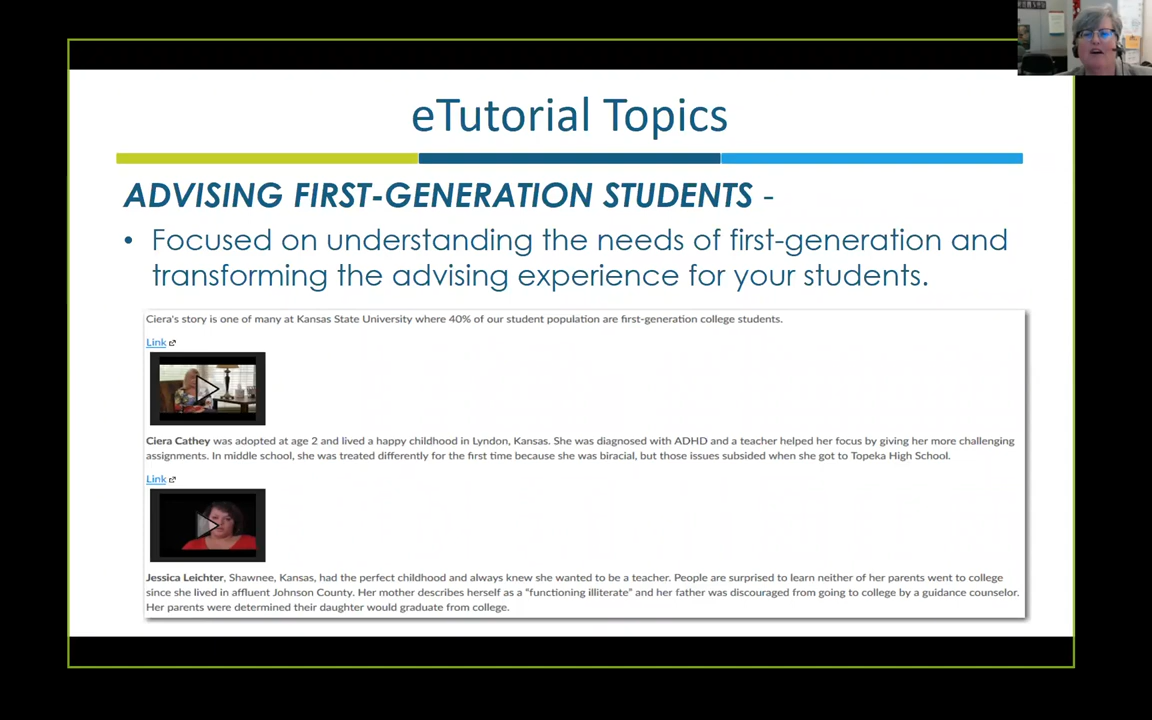 eTutorial Topics
ADVISING FIRST-GENERATION STUDENTS -
• Focused on understanding the needs of first-generation and
transforming the advising experience for your students.
Ciera's story is one of many at Kansas State University where 40% of our student population are first-generation college students.
Link
Ciera Cathey was adopted at age 2 and lived a happy childhood in Lyndon, Kansas. She was diagnosed with ADHD and a teacher helped her focus by giving her more challenging
assignments. In middle school, she was treated differently for the first time because she was biracial, but those issues subsided when she got to Topeka High School.
Link
Jessica Leichter, Shawnee, Kansas, had the perfect childhood and always knew she wanted to be a teacher. People are surprised to learn neither of her parents went to college
since she lived in affluent Johnson County. Her mother describes herself as a “functioning illiterate” and her father was discouraged from going to college by a guidance counselor.
Her parents were determined their daughter would graduate from college.